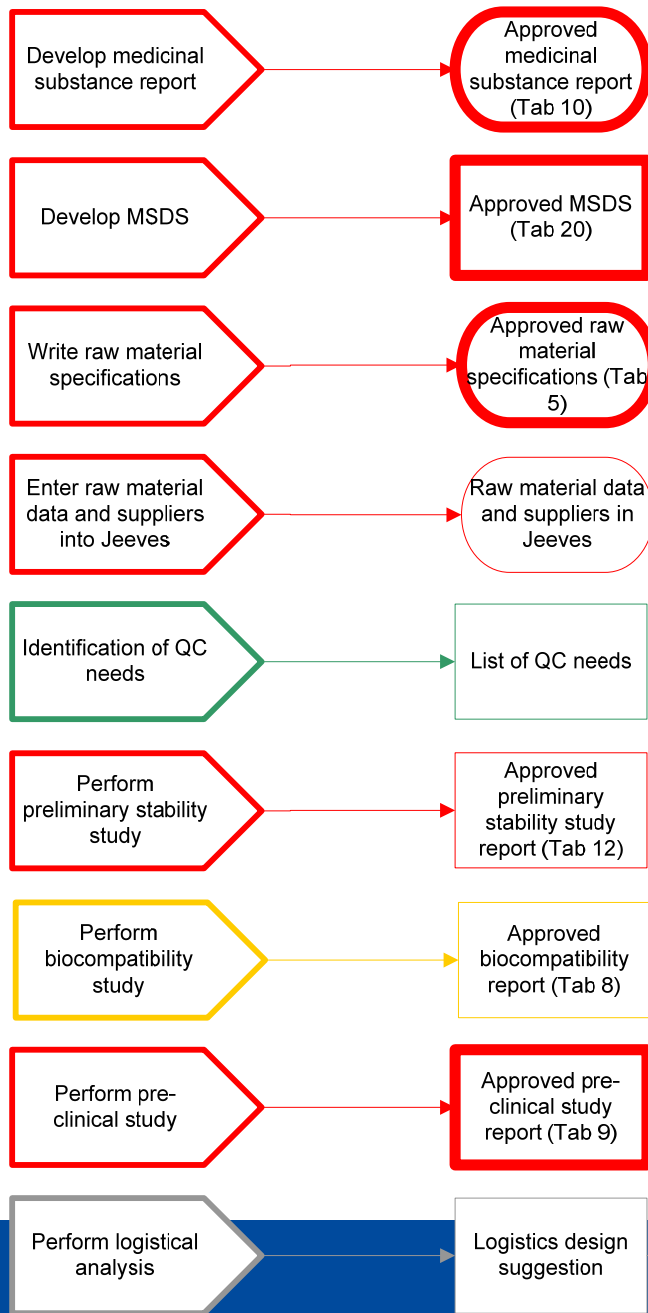 Develop medicinal
substance report
Approved
medicinal
substance report
(Tab 10)
Develop MSDS
Approved MSDS
(Tab 20)
Write raw material
specifications
Approved raw
material
specifications (Tab
5)
Enter raw material
data and suppliers
into Jeeves
Raw material data
and suppliers in
Jeeves
Identification of QC
needs
List of QC needs
Perform
preliminary stability
study
Approved
preliminary
stability study
report (Tab 12)
Perform
biocompatibility
study
Approved
biocompatibility
report (Tab 8)
Perform pre-
clinical study
Approved pre-
clinical study
report (Tab 9)
Perform logistical
analysis
Logistics design
suggestion